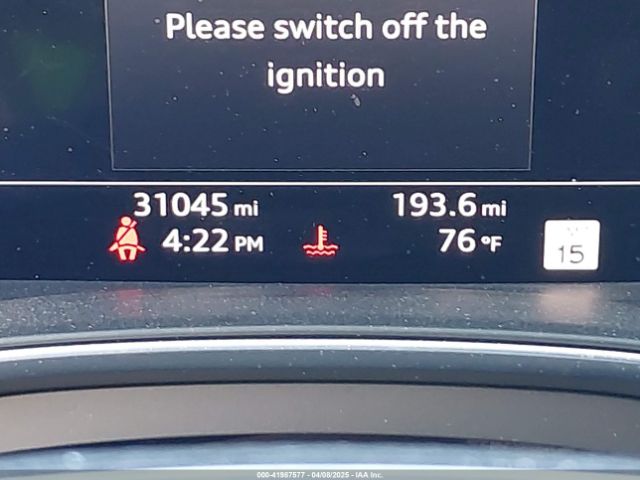 Please switch off the
ignition
31045 mi
193.6 mi
4:22 PM
76 °F
15
000-41987577 - 04/08/2025 - IAA Inc.